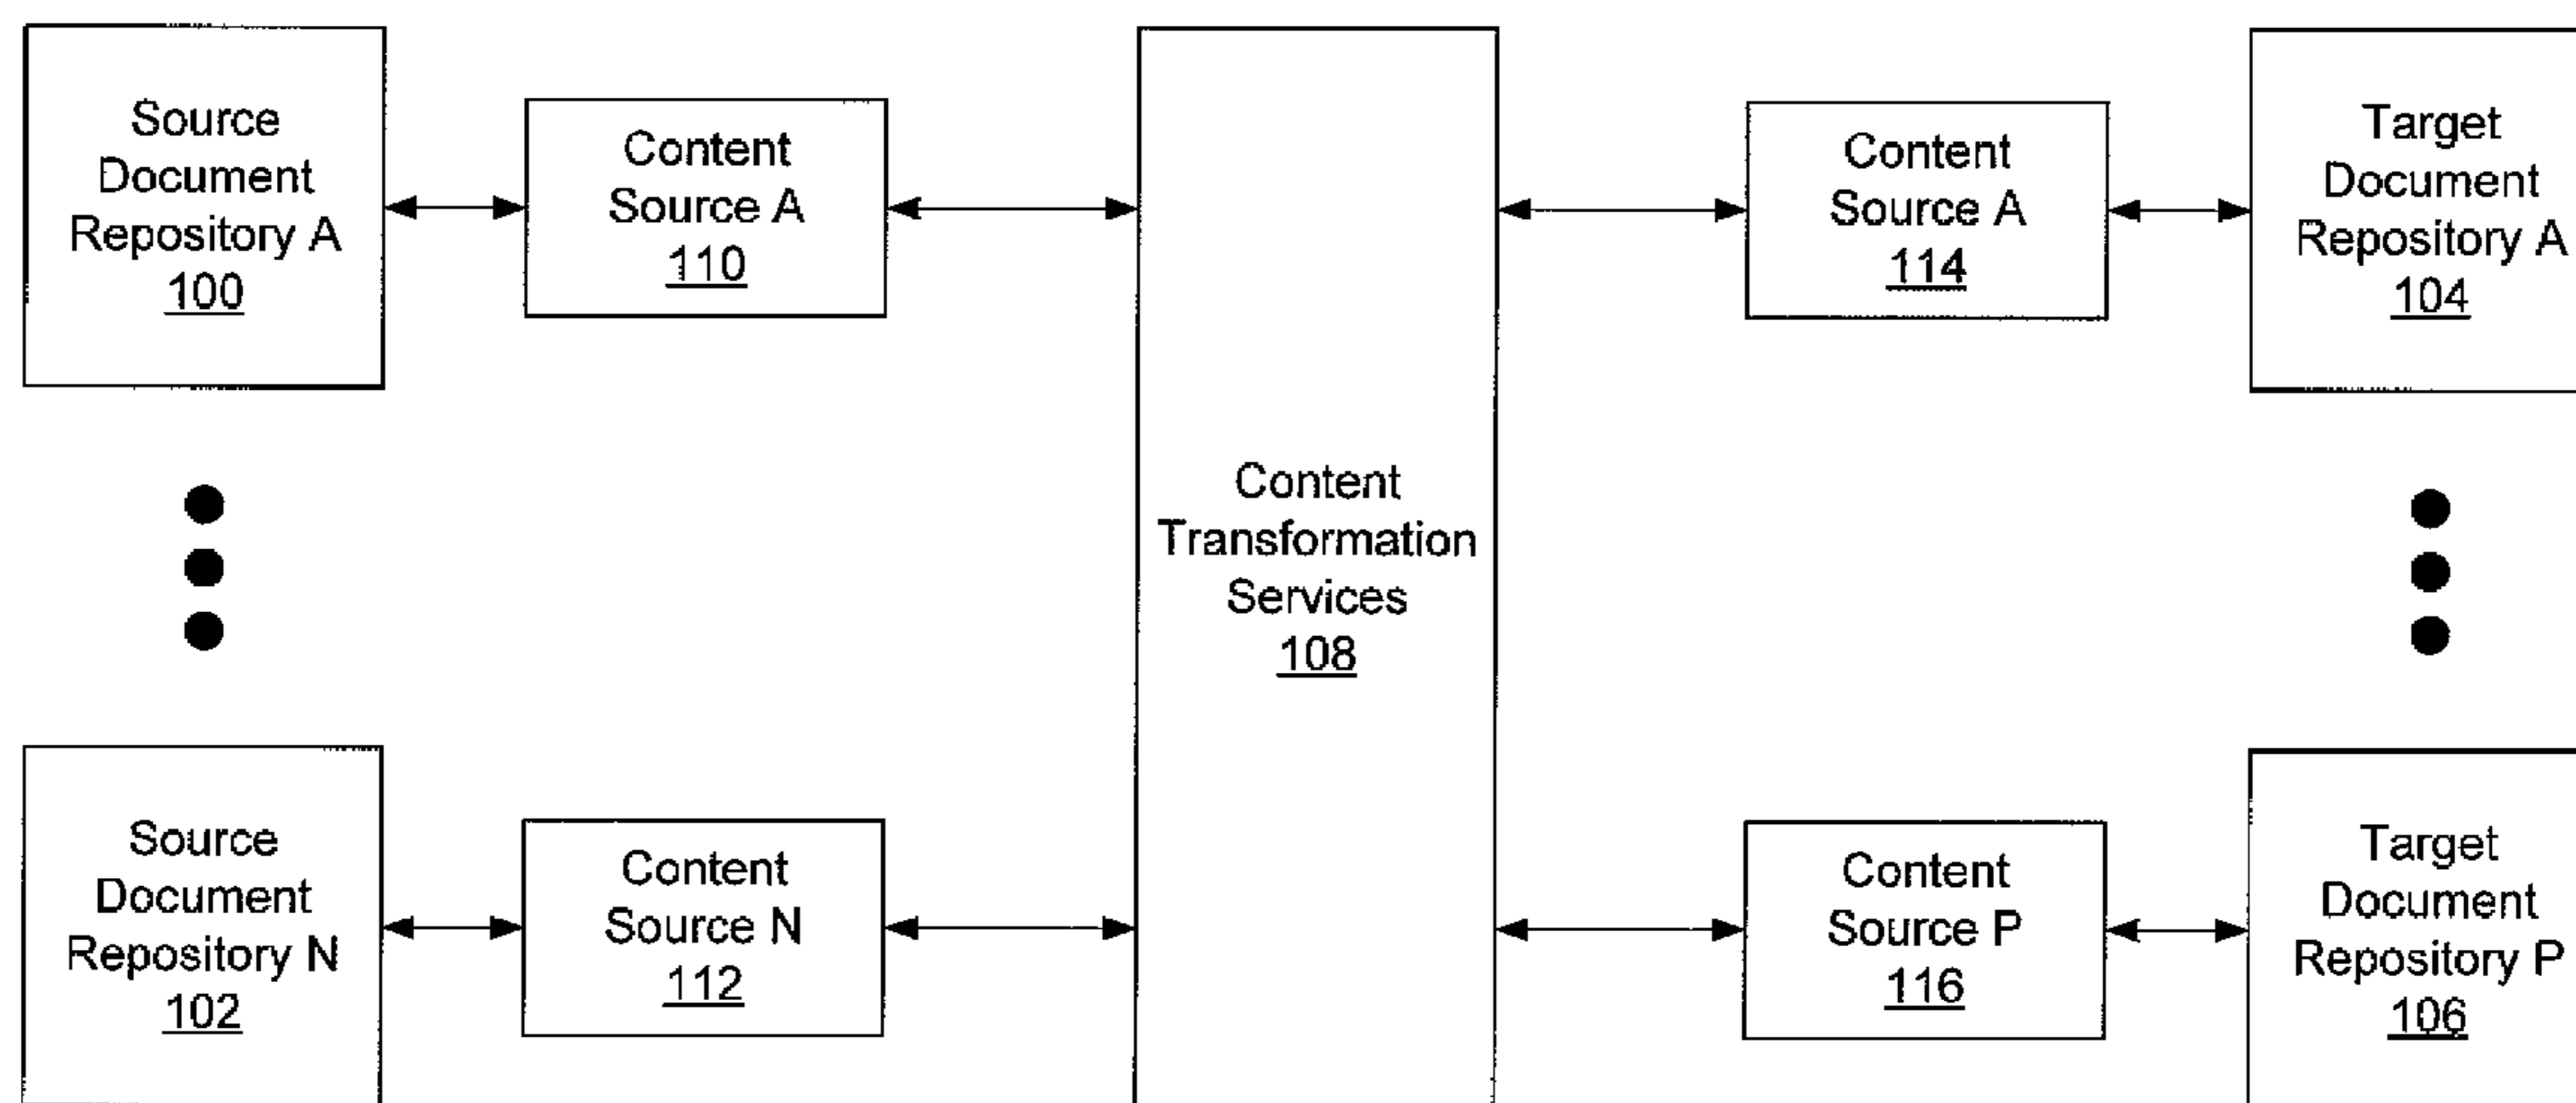 Source
Document
Repository A
100
Content
Source A
110
Content
Transformation
Services
108
Content
Source A
114
Target
Document
Repository A
104
Source
Document
Repository N
102
Content
Source N
112
Content
Source P
116
Target
Document
Repository P
106